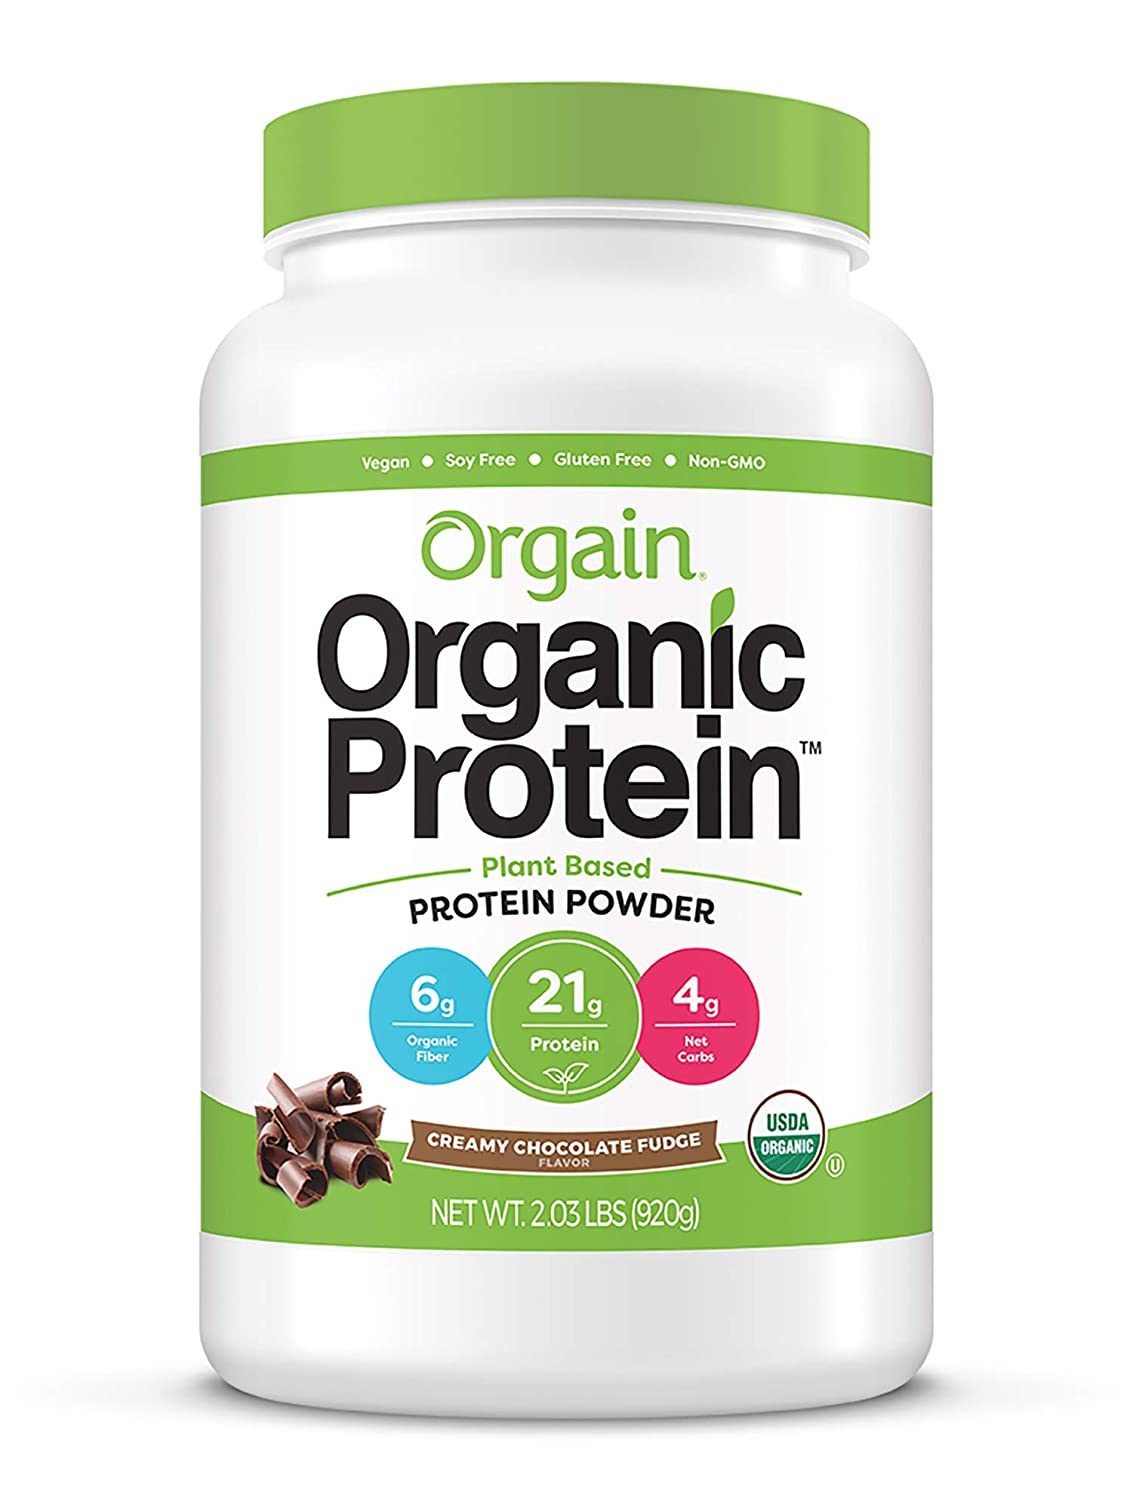 Vegan • Soy Free • Gluten Free • Non-GMO
Orgain®
Organic
Protein™
Plant Based
PROTEIN POWDER
6g
Organic
Fiber
21g
Protein
4g
Net
Carbs
CREAMY CHOCOLATE FUDGE
FLAVOR
USDA
ORGANIC
U
NET WT. 2.03 LBS (920g)